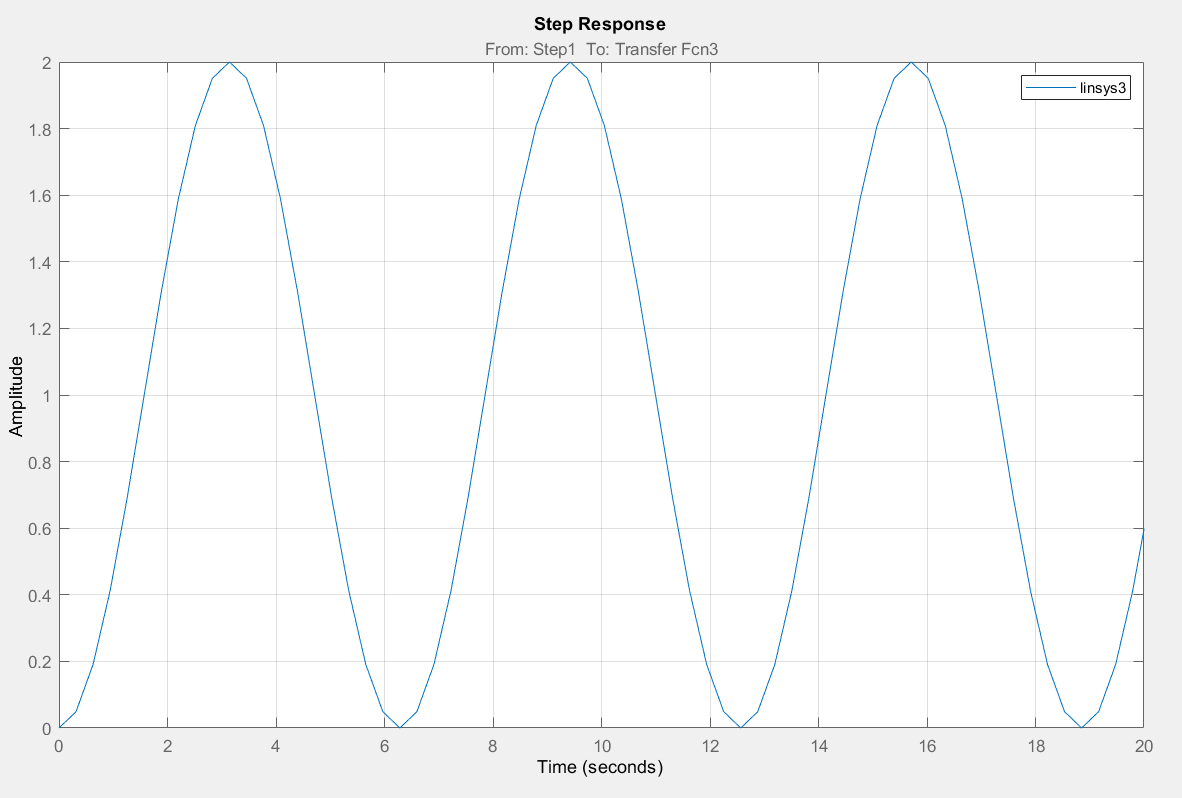 Step Response
From: Step1  To: Transfer Fcn3
linsys3
2
1.8
1.6
1.4
1.2
1
0.8
0.6
0.4
0.2
0
Amplitude
0 2 4 6 8 10 12 14 16 18 20
Time (seconds)